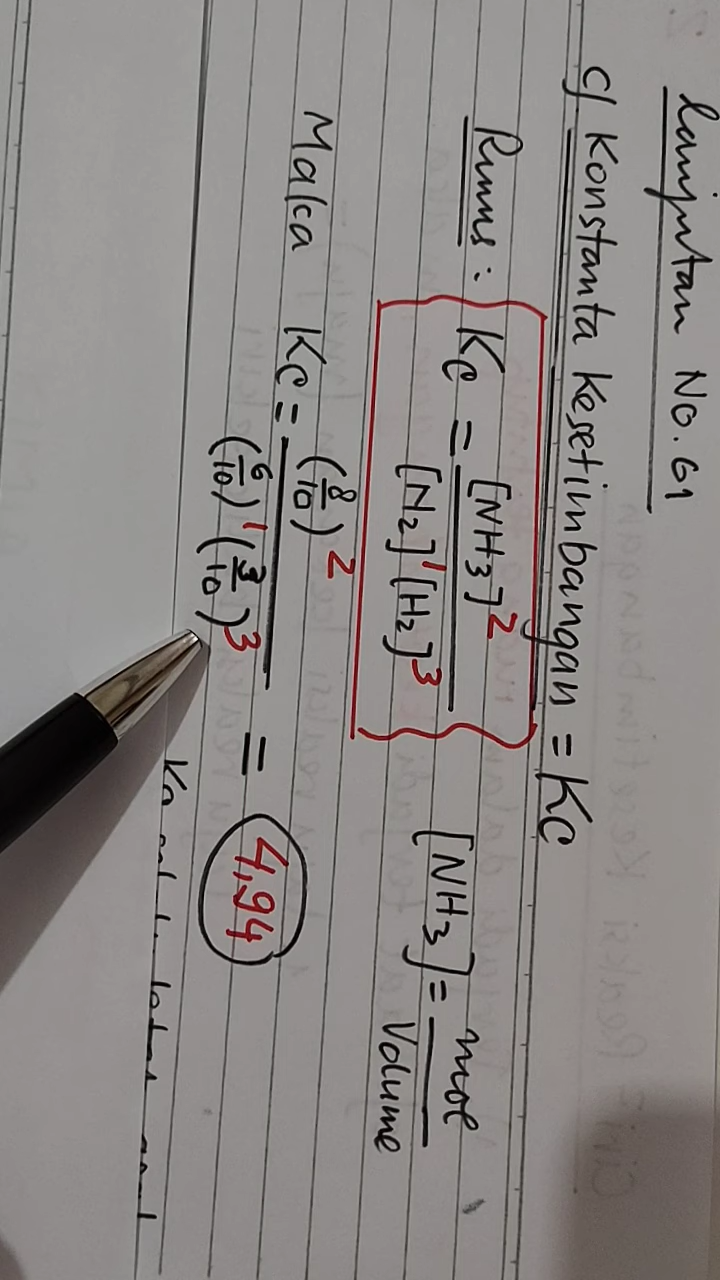 lanjutan No.61
c) Konstanta Kesetimbangan = KC
Rumus : Kc = [NH3]² / [N2]¹ [H2]³
[NH3] = mol / Volume
Maka Kc = (8/10)² / (6/10)¹ (3/10)³ = 4,94